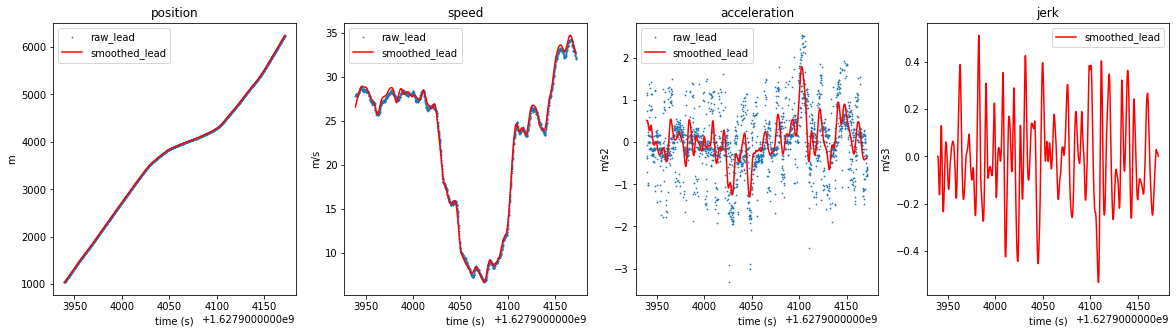 position
raw_lead
smoothed_lead
6000
5000
4000
3000
2000
1000
m
3950 4000 4050 4100 4150
time (s) +1.6279000000e9
speed
raw_lead
smoothed_lead
35
30
25
20
15
10
m/s
3950 4000 4050 4100 4150
time (s) +1.6279000000e9
acceleration
raw_lead
smoothed_lead
2
1
0
−1
−2
−3
m/s2
3950 4000 4050 4100 4150
time (s) +1.6279000000e9
jerk
smoothed_lead
0.4
0.2
0.0
−0.2
−0.4
m/s3
3950 4000 4050 4100 4150
time (s) +1.6279000000e9